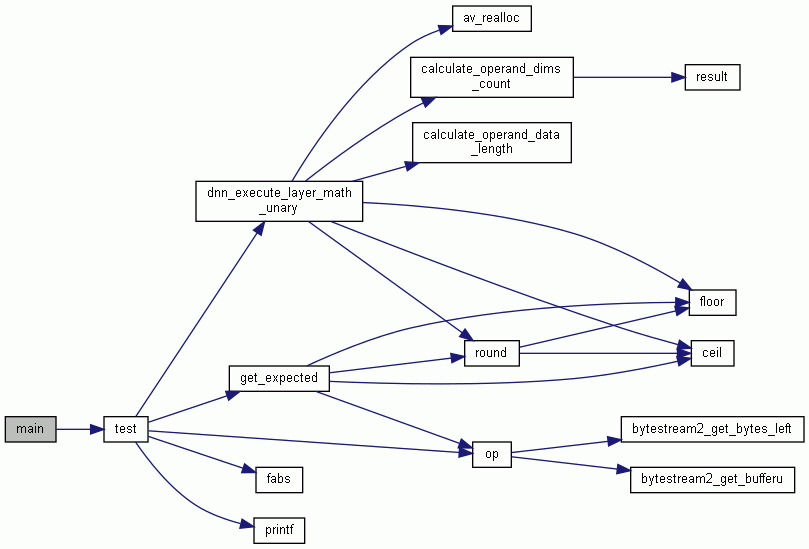 av_realloc
calculate_operand_dims
_count
result
calculate_operand_data
_length
dnn_execute_layer_math
_unary
floor
round
ceil
get_expected
main
test
op
bytestream2_get_bytes_left
fabs
bytestream2_get_bufferu
printf